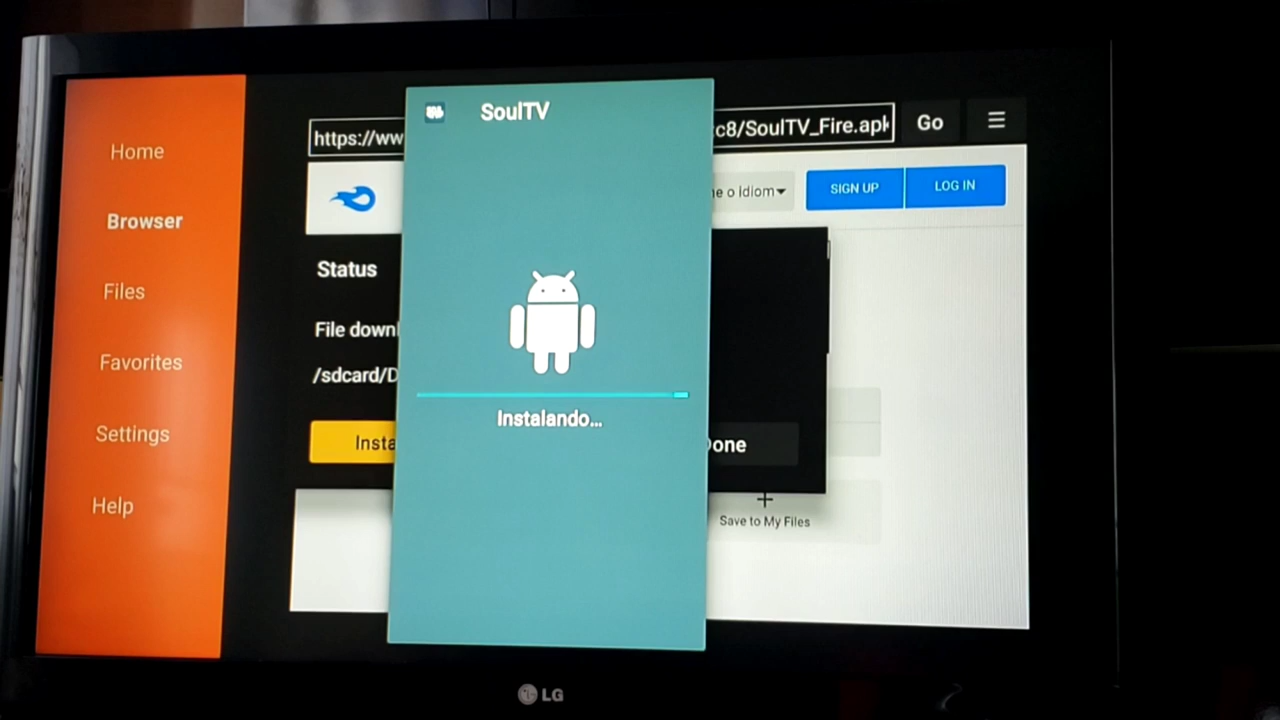 SoulTV
Home
https://ww
c8/SoulTV_Fire.apk
Go
Browser
Idiom
SIGN UP
LOG IN
Status
Files
File downl
Favorites
/sdcard/D
Instalando...
Settings
Insta
Done
Help
Save to My Files
LG